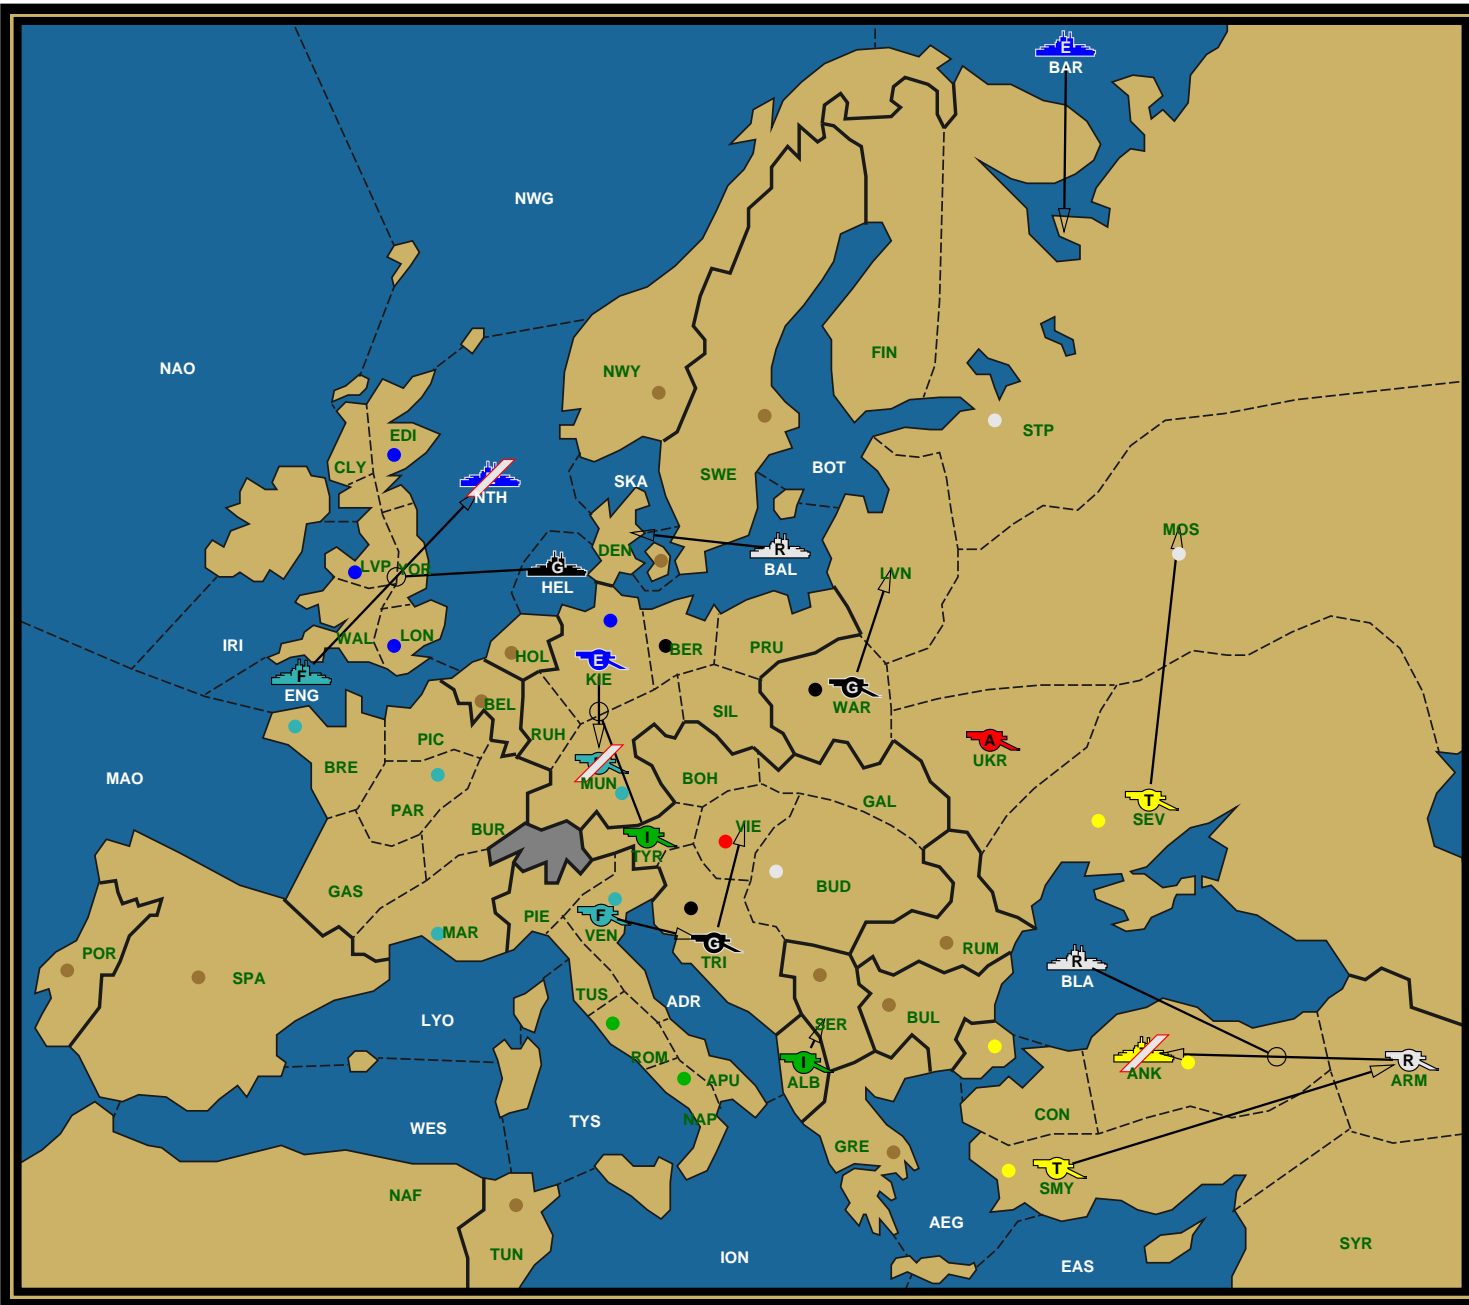 E
BAR
NWG
NAO
NWY
FIN
EDI
STP
CLY
SWE
BOT
SKA
NTH
MOS
DEN
R
BAL
G
HEL
LVP
YOR
LVN
IRI
WAL
LON
HOL
E
KIE
BER
PRU
F
ENG
BEL
SIL
G
WAR
RUH
PIC
A
UKR
BRE
MUN
BOH
MAO
GAL
T
SEV
PAR
BUR
VIE
I
TYR
BUD
GAS
PIE
F
VEN
MAR
G
TRI
RUM
POR
SPA
R
BLA
TUS
ADR
LYO
SER
BUL
ROM
I
ALB
APU
ANK
R
ARM
NAP
CON
TYS
WES
GRE
T
SMY
NAF
AEG
TUN
ION
EAS
SYR